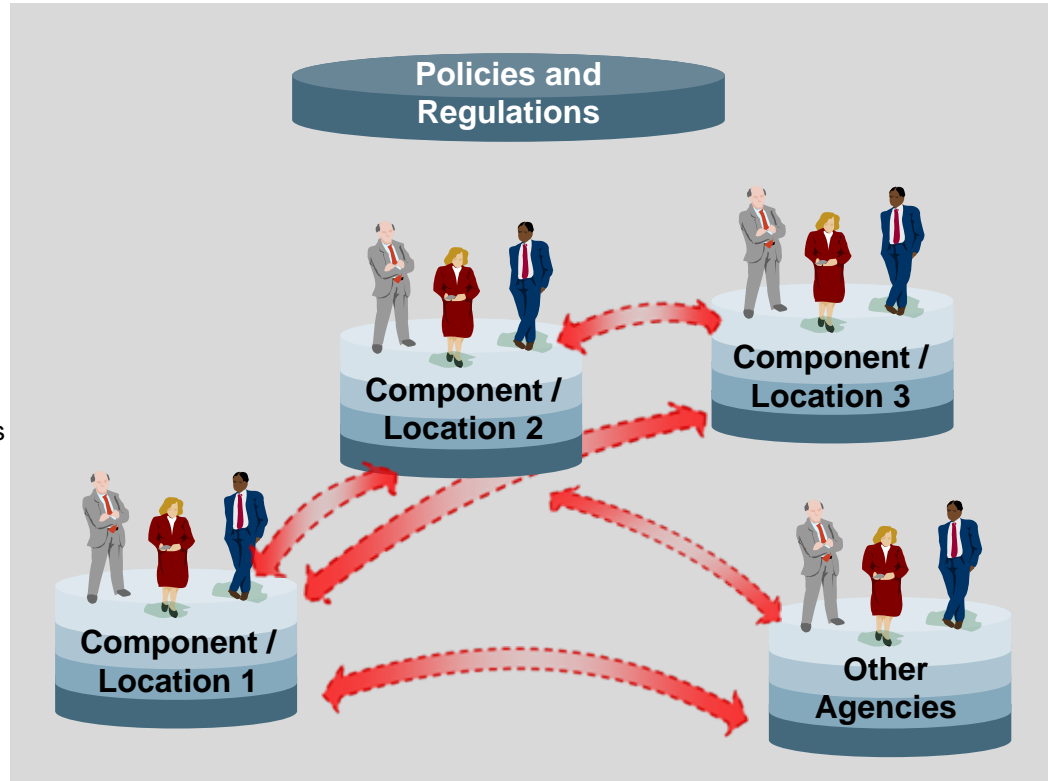 Policies and
Regulations
Component /
Location 3
Component /
Location 2
s
Component /
Location 1
Other
Agencies